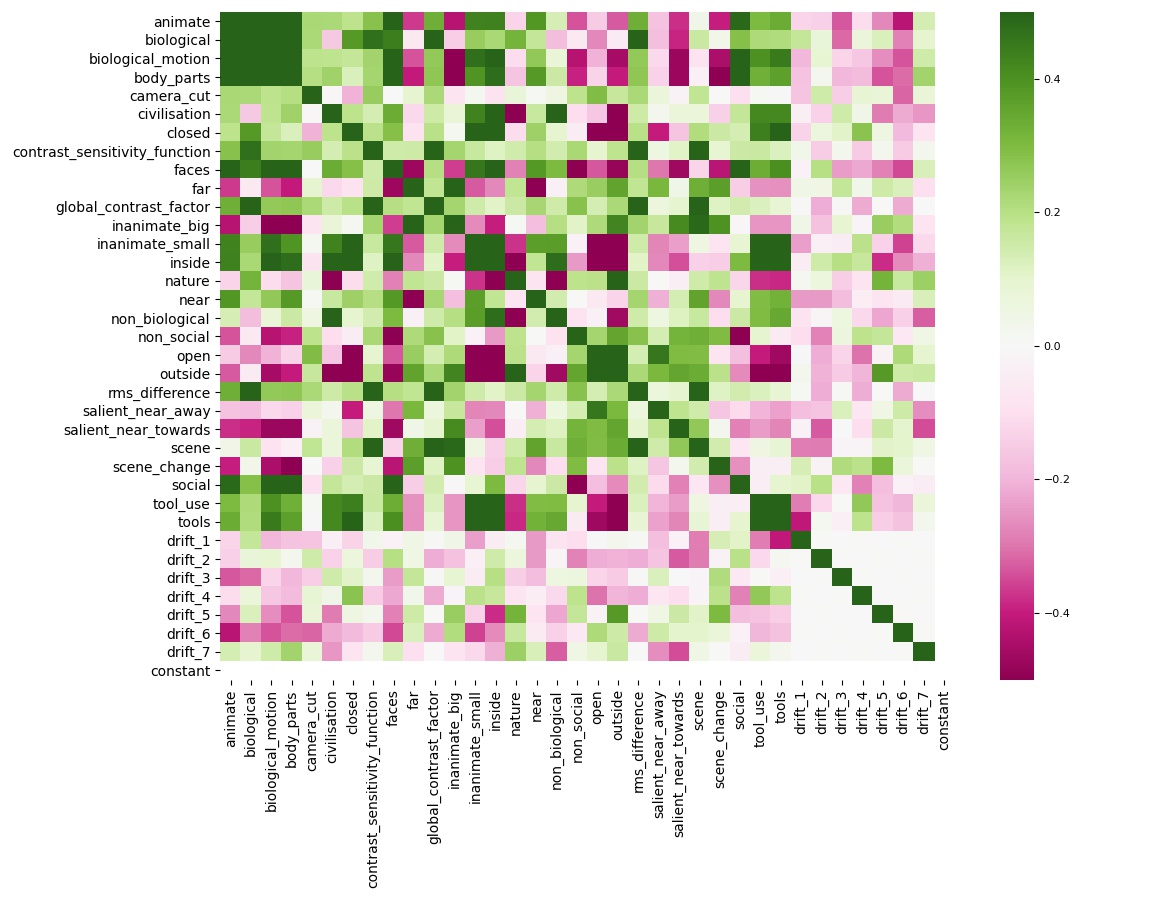 animate
biological
biological_motion
body_parts
camera_cut
civilisation
closed
contrast_sensitivity_function
faces
far
global_contrast_factor
inanimate_big
inanimate_small
inside
nature
near
non_biological
non_social
open
outside
rms_difference
salient_near_away
salient_near_towards
scene
scene_change
social
tool_use
tools
drift_1
drift_2
drift_3
drift_4
drift_5
drift_6
drift_7
constant
animate
biological
biological_motion
body_parts
camera_cut
civilisation
closed
contrast_sensitivity_function
faces
far
global_contrast_factor
inanimate_big
inanimate_small
inside
nature
near
non_biological
non_social
open
outside
rms_difference
salient_near_away
salient_near_towards
scene
scene_change
social
tool_use
tools
drift_1
drift_2
drift_3
drift_4
drift_5
drift_6
drift_7
constant
0.4
0.2
0.0
−0.2
−0.4